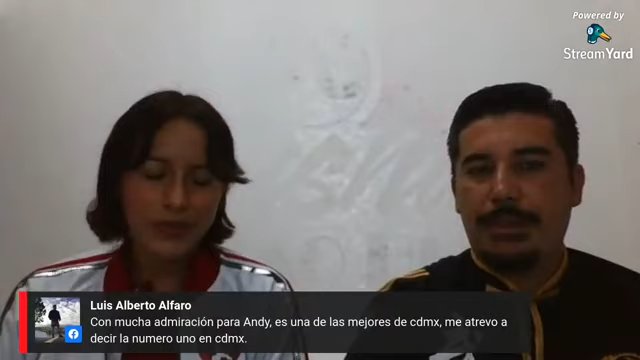 Powered by
StreamYard
Luis Alberto Alfaro
Con mucha admiración para Andy, es una de las mejores de cdmx, me atrevo a
decir la numero uno en cdmx.